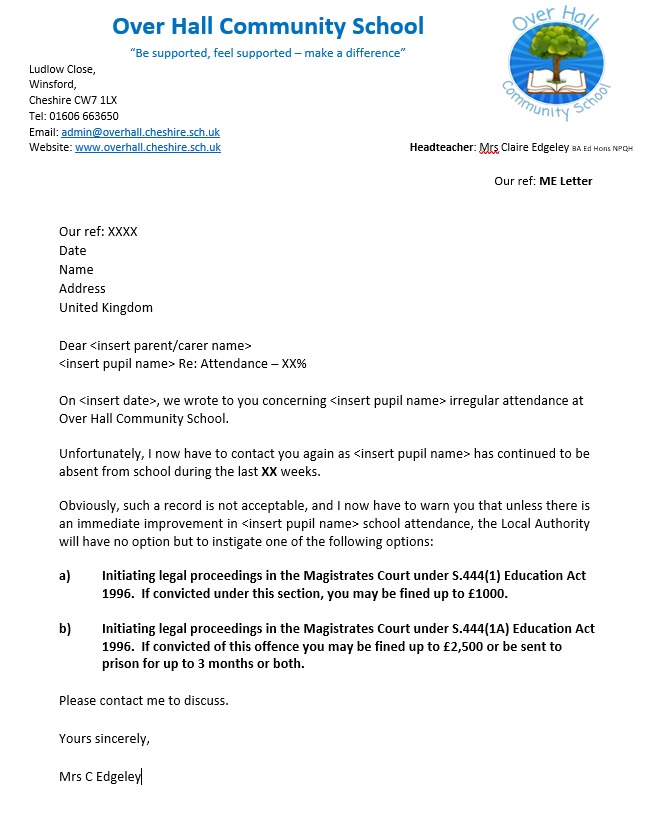 Over Hall Community School
“Be supported, feel supported – make a difference”
Over Hall
Community School
Ludlow Close,
Winsford,
Cheshire CW7 1LX
Tel: 01606 663650
Email: admin@overhall.cheshire.sch.uk
Website: www.overhall.cheshire.sch.uk
Headteacher: Mrs Claire Edgeley BA Ed Hons NPQH
Our ref: ME Letter
Our ref: XXXX
Date
Name
Address
United Kingdom
Dear <insert parent/carer name>
<insert pupil name> Re: Attendance – XX%
On <insert date>, we wrote to you concerning <insert pupil name> irregular attendance at
Over Hall Community School.
Unfortunately, I now have to contact you again as <insert pupil name> has continued to be
absent from school during the last XX weeks.
Obviously, such a record is not acceptable, and I now have to warn you that unless there is
an immediate improvement in <insert pupil name> school attendance, the Local Authority
will have no option but to instigate one of the following options:
a) Initiating legal proceedings in the Magistrates Court under S.444(1) Education Act
1996. If convicted under this section, you may be fined up to £1000.
b) Initiating legal proceedings in the Magistrates Court under S.444(1A) Education Act
1996. If convicted of this offence you may be fined up to £2,500 or be sent to
prison for up to 3 months or both.
Please contact me to discuss.
Yours sincerely,
Mrs C Edgeley